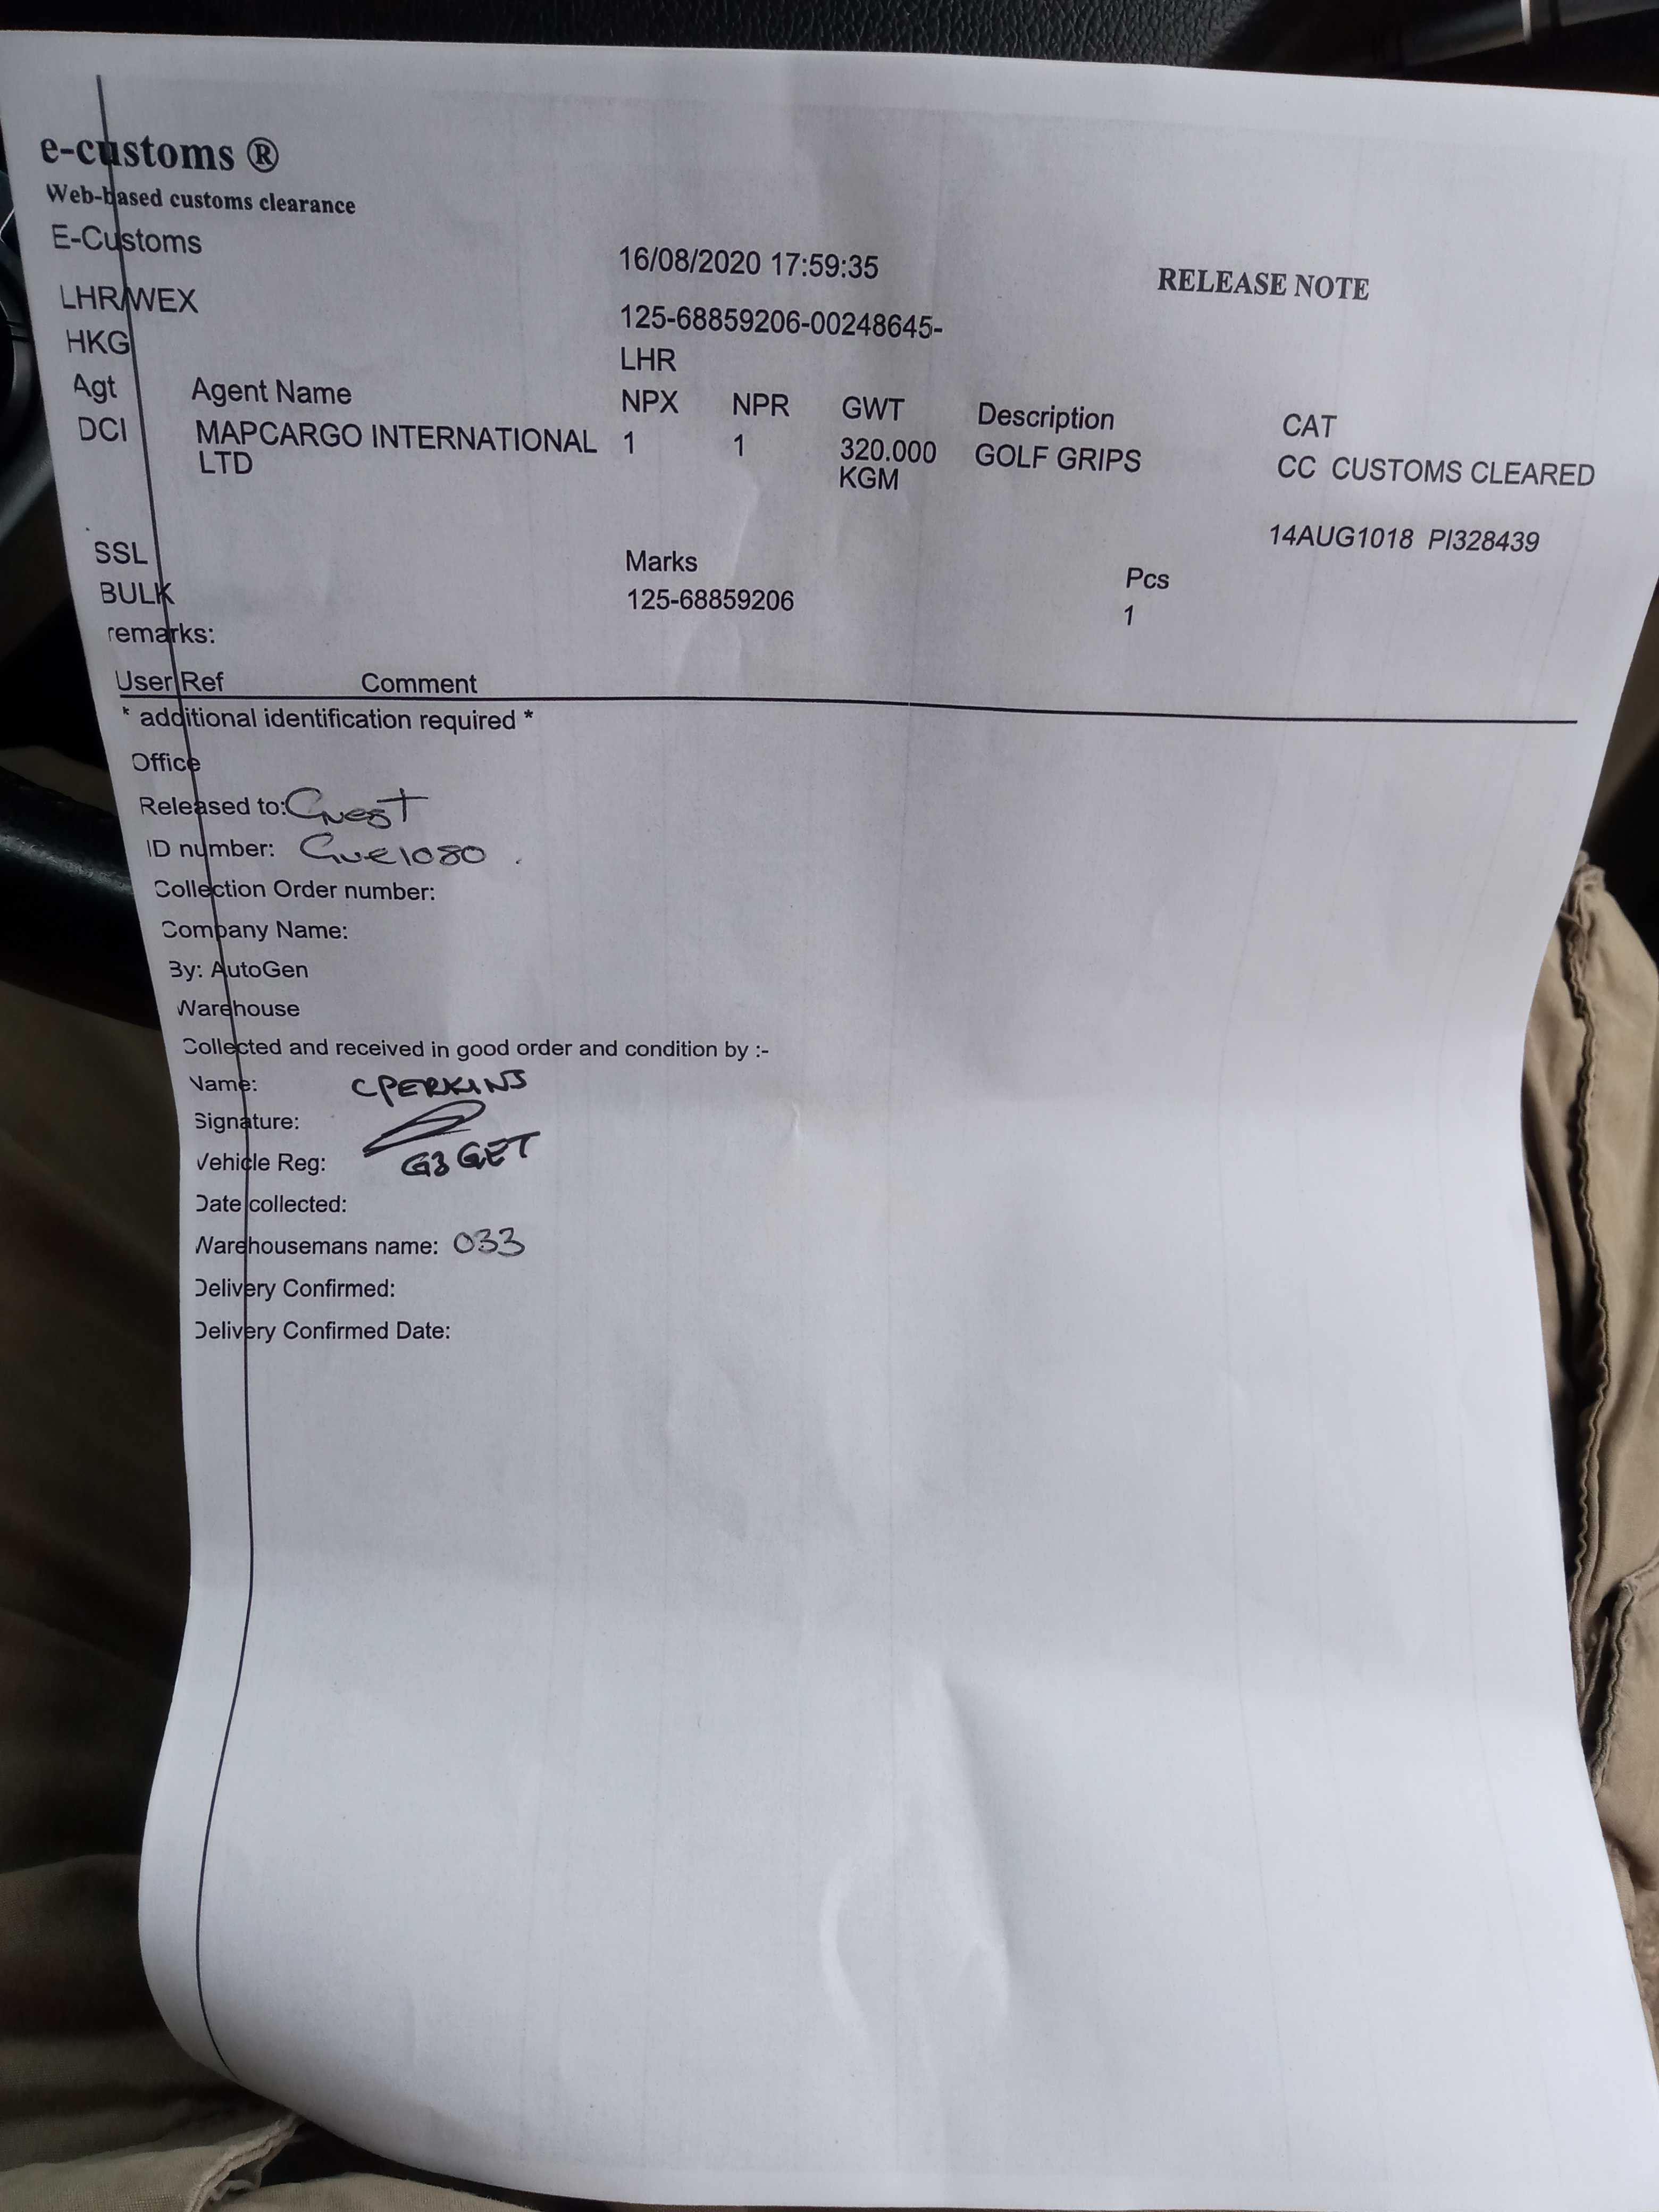 e-customs ®
Web-based customs clearance
E-Customs 16/08/2020 17:59:35 RELEASE NOTE
LHR/WEX 125-68859206-00248645-
HKG LHR
Agt Agent Name NPX NPR GWT Description CAT
DCI MAPCARGO INTERNATIONAL 1 1 320.000 GOLF GRIPS CC CUSTOMS CLEARED
LTD KGM
14AUG1018 PI328439
SSL Marks Pcs
BULK 125-68859206 1
remarks:
User Ref Comment
* additional identification required *
Office
Released to: Guest
ID number: Gue1080
Collection Order number:
Company Name:
By: AutoGen
Warehouse
Collected and received in good order and condition by :-
Name: CPERKINS
Signature:
Vehicle Reg: G3 GET
Date collected:
Warehousemans name: 033
Delivery Confirmed:
Delivery Confirmed Date: